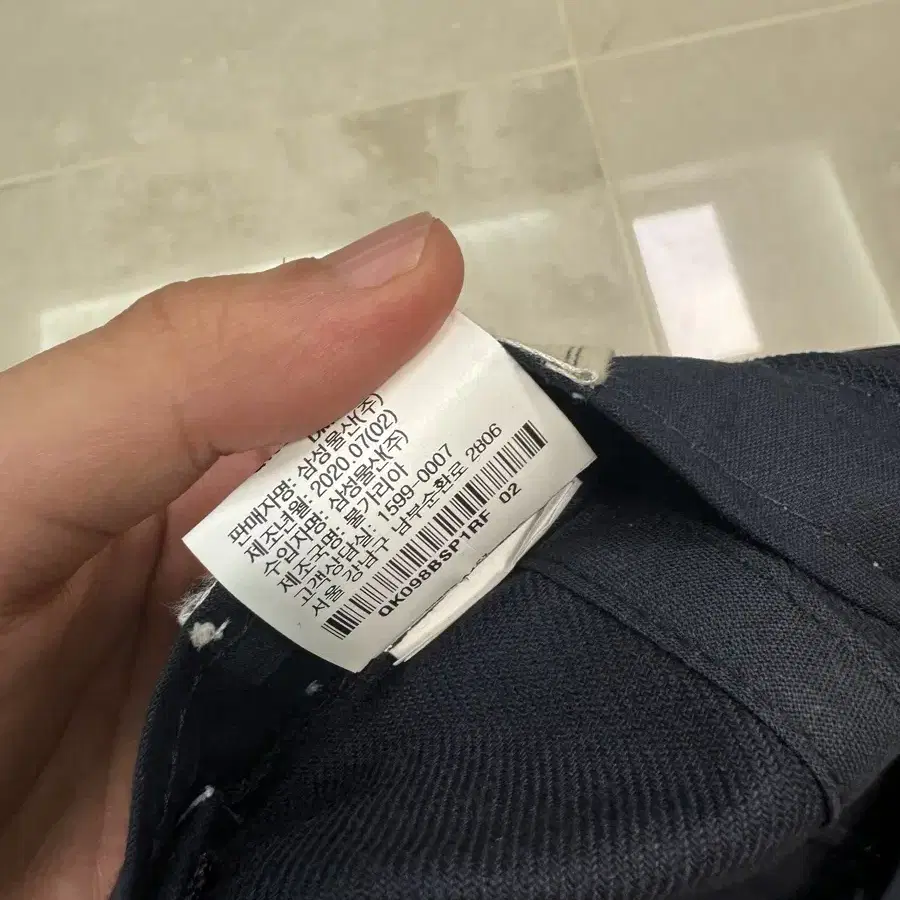 판매자명: 삼성물산(주)
제조년월: 2020.07(02)
수입자명: 삼성물산(주)
제조국명: 불가리아
고객상담실: 1599-0007
서울 강남구 남부순환로 2806
QK098BSP1RF 02